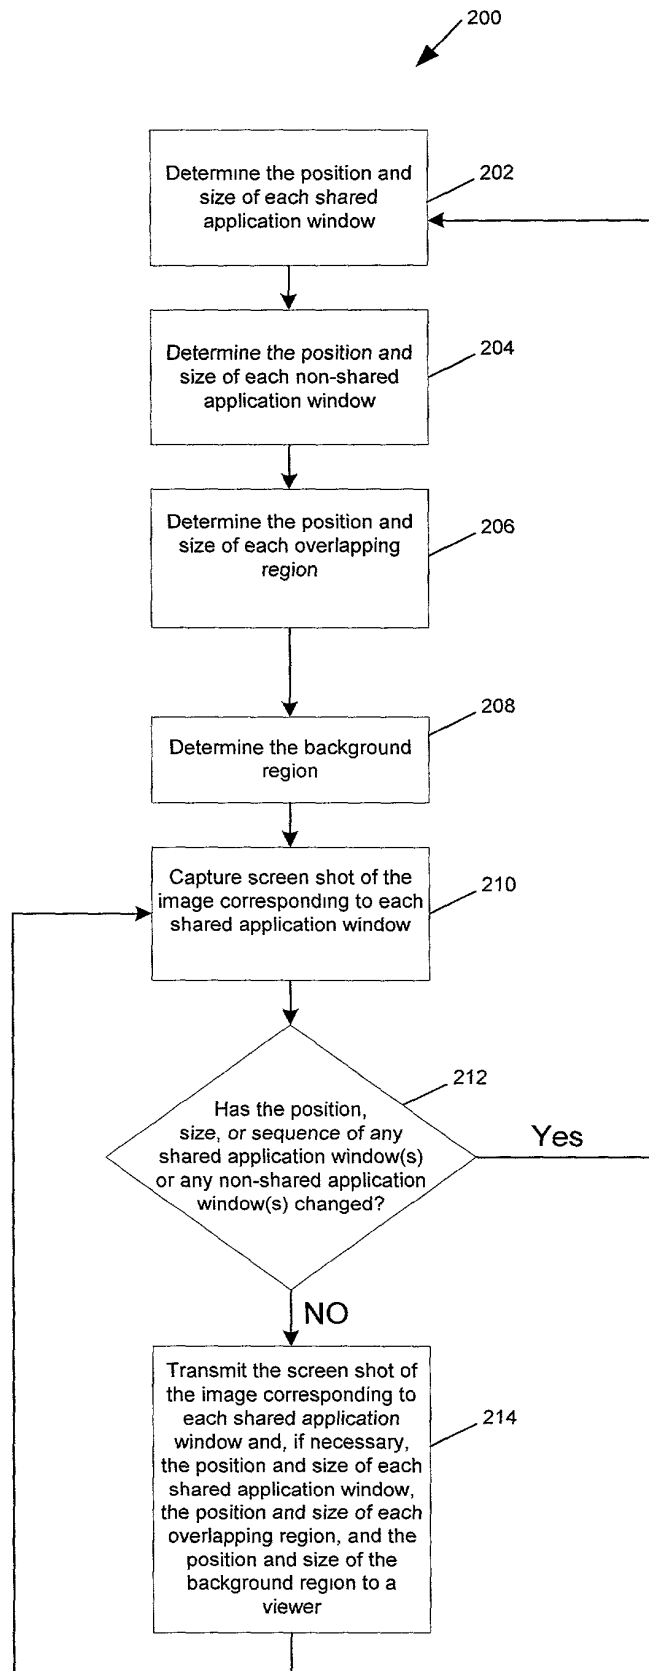 200
Determine the position and
size of each shared
application window
202
Determine the position and
size of each non-shared
application window
204
Determine the position and
size of each overlapping
region
206
208
Determine the background
region
Capture screen shot of the
image corresponding to each
shared application window
210
212
Has the position,
size, or sequence of any
shared application window(s)
or any non-shared application
window(s) changed?
Yes
NO
Transmit the screen shot of
the image corresponding to
each shared application
window and, if necessary,
the position and size of each
shared application window,
the position and size of each
overlapping region, and the
position and size of the
background region to a
viewer
214